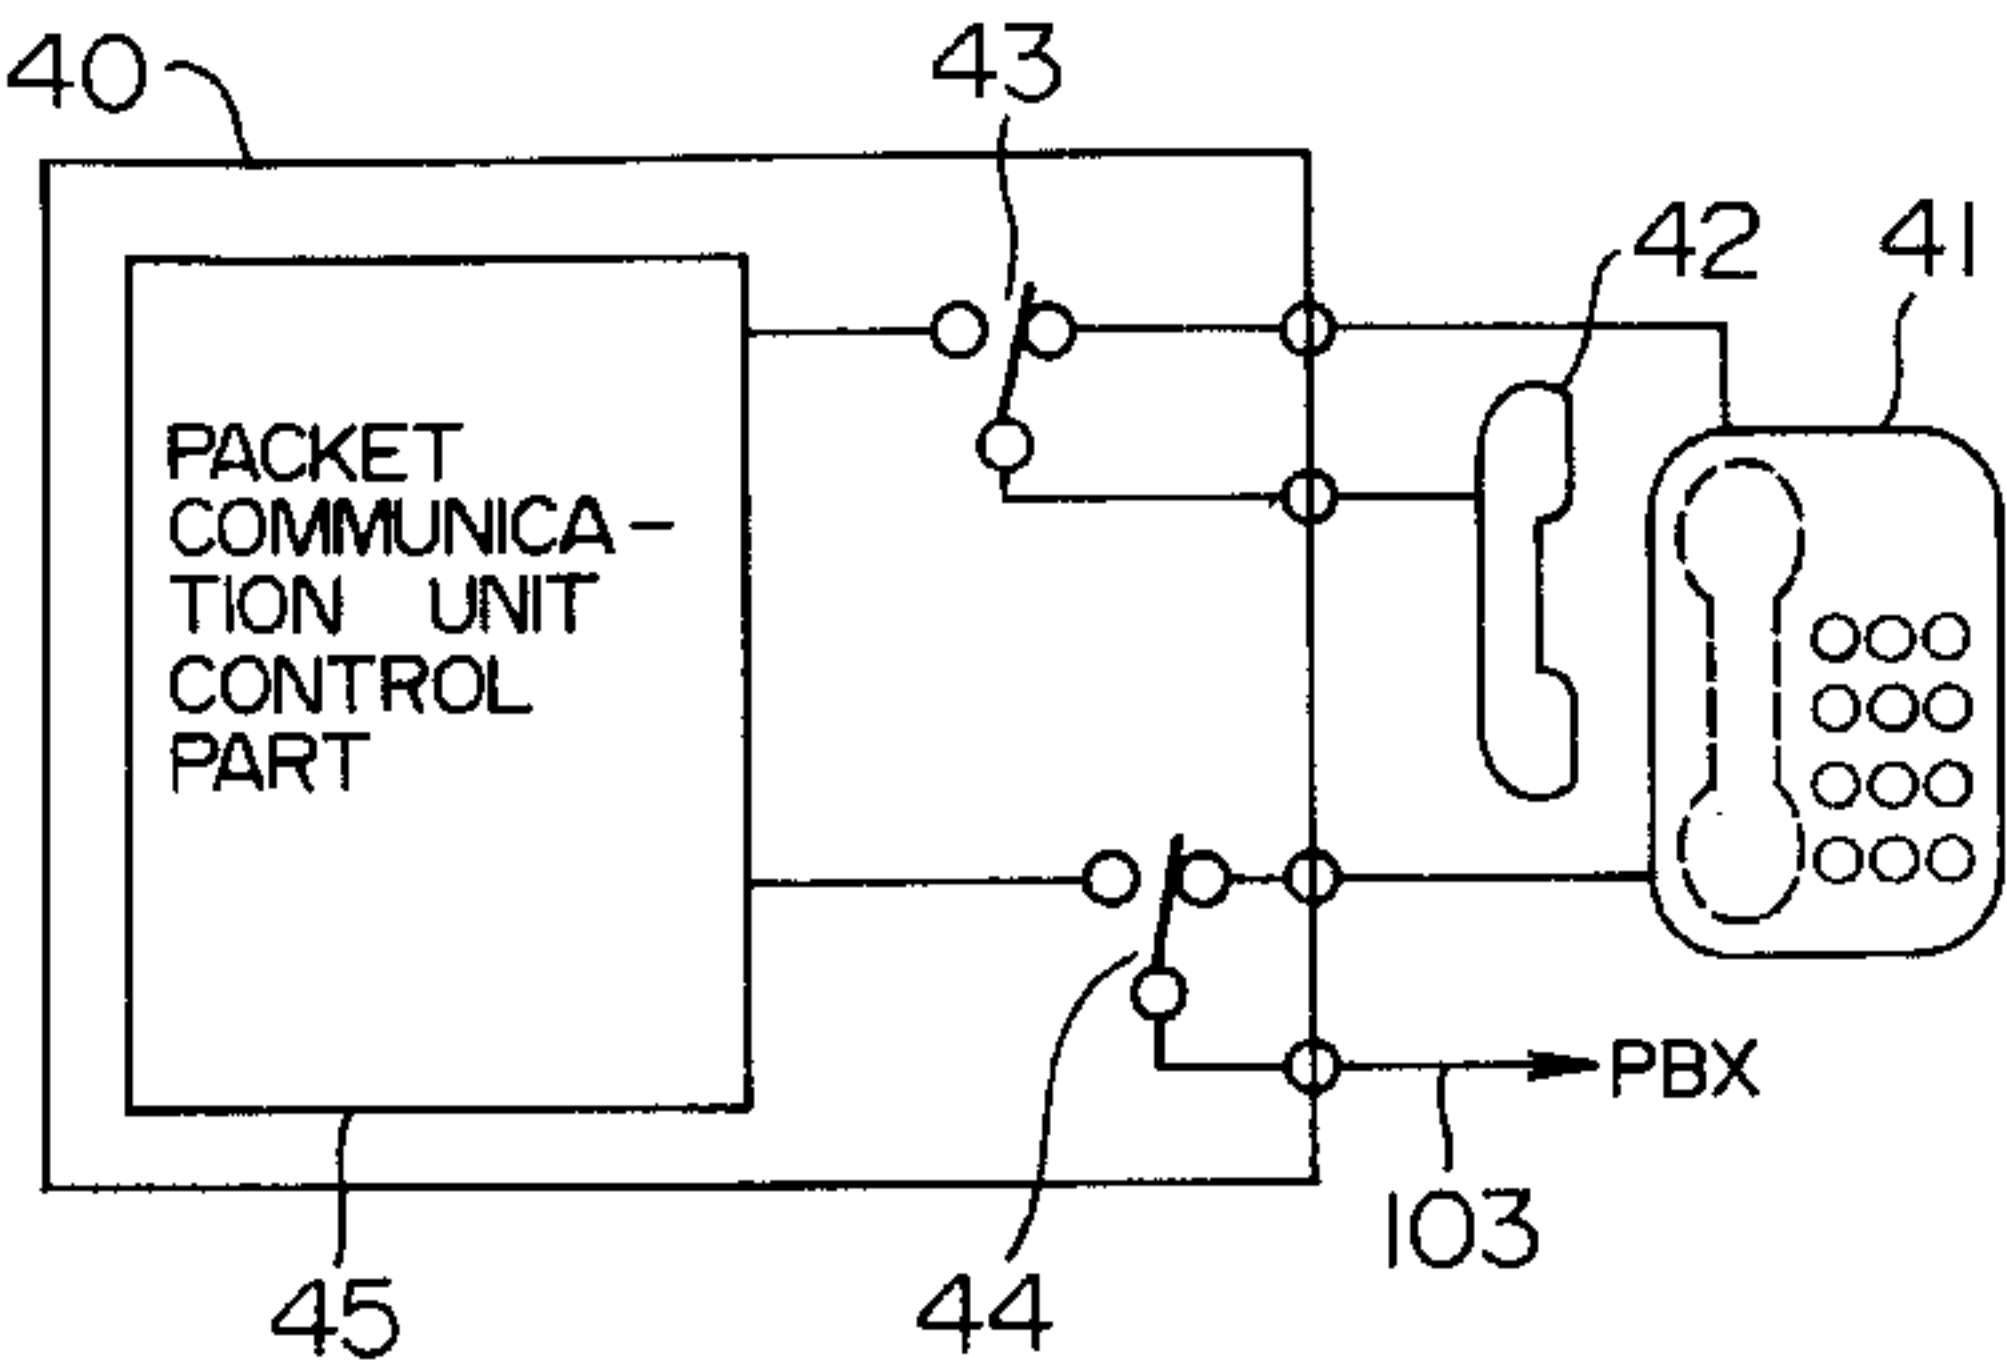 40
43
42
41
PACKET
COMMUNICA-
TION UNIT
CONTROL
PART
PBX
103
44
45